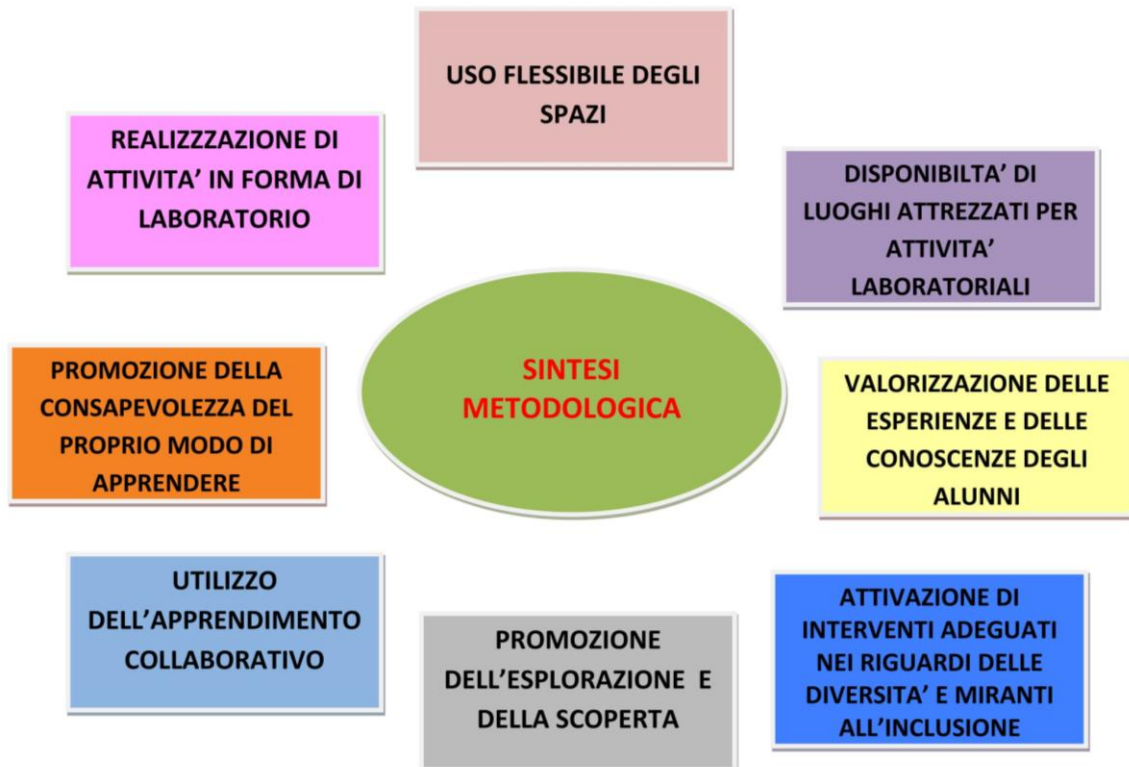 USO FLESSIBILE DEGLI
SPAZI
REALIZZZAZIONE DI
ATTIVITA’ IN FORMA DI
LABORATORIO
DISPONIBILTA’ DI
LUOGHI ATTREZZATI PER
ATTIVITA’
LABORATORIALI
SINTESI
METODOLOGICA
PROMOZIONE DELLA
CONSAPEVOLEZZA DEL
PROPRIO MODO DI
APPRENDERE
VALORIZZAZIONE DELLE
ESPERIENZE E DELLE
CONOSCENZE DEGLI
ALUNNI
UTILIZZO
DELL’APPRENDIMENTO
COLLABORATIVO
PROMOZIONE
DELL’ESPLORAZIONE E
DELLA SCOPERTA
ATTIVAZIONE DI
INTERVENTI ADEGUATI
NEI RIGUARDI DELLE
DIVERSITA’ E MIRANTI
ALL’INCLUSIONE